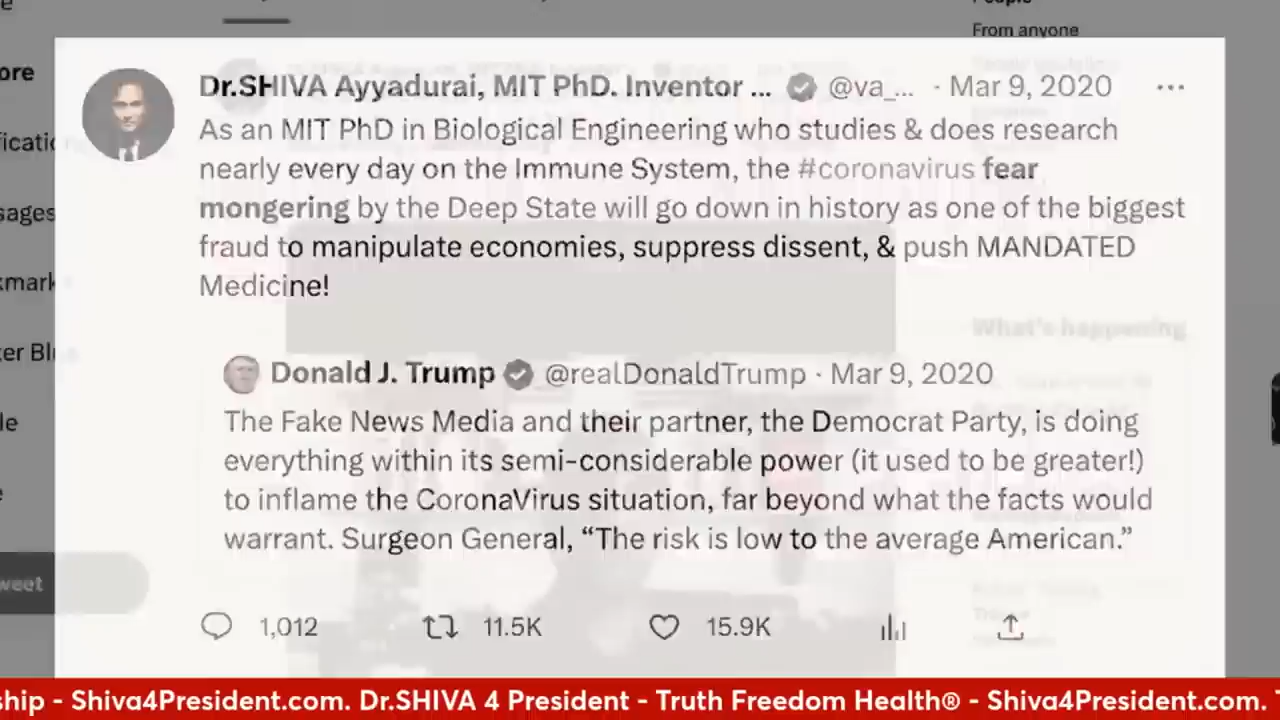 From anyone
ore
Dr.SHIVA Ayyadurai, MIT PhD. Inventor ... @va_... · Mar 9, 2020 ...
As an MIT PhD in Biological Engineering who studies & does research
nearly every day on the Immune System, the #coronavirus fear
mongering by the Deep State will go down in history as one of the biggest
fraud to manipulate economies, suppress dissent, & push MANDATED
Medicine!
What's happening
Donald J. Trump @realDonaldTrump · Mar 9, 2020
The Fake News Media and their partner, the Democrat Party, is doing
everything within its semi-considerable power (it used to be greater!)
to inflame the CoronaVirus situation, far beyond what the facts would
warrant. Surgeon General, “The risk is low to the average American.”
weet
1,012 11.5K 15.9K
ship - Shiva4President.com. Dr.SHIVA 4 President - Truth Freedom Health® - Shiva4President.com.